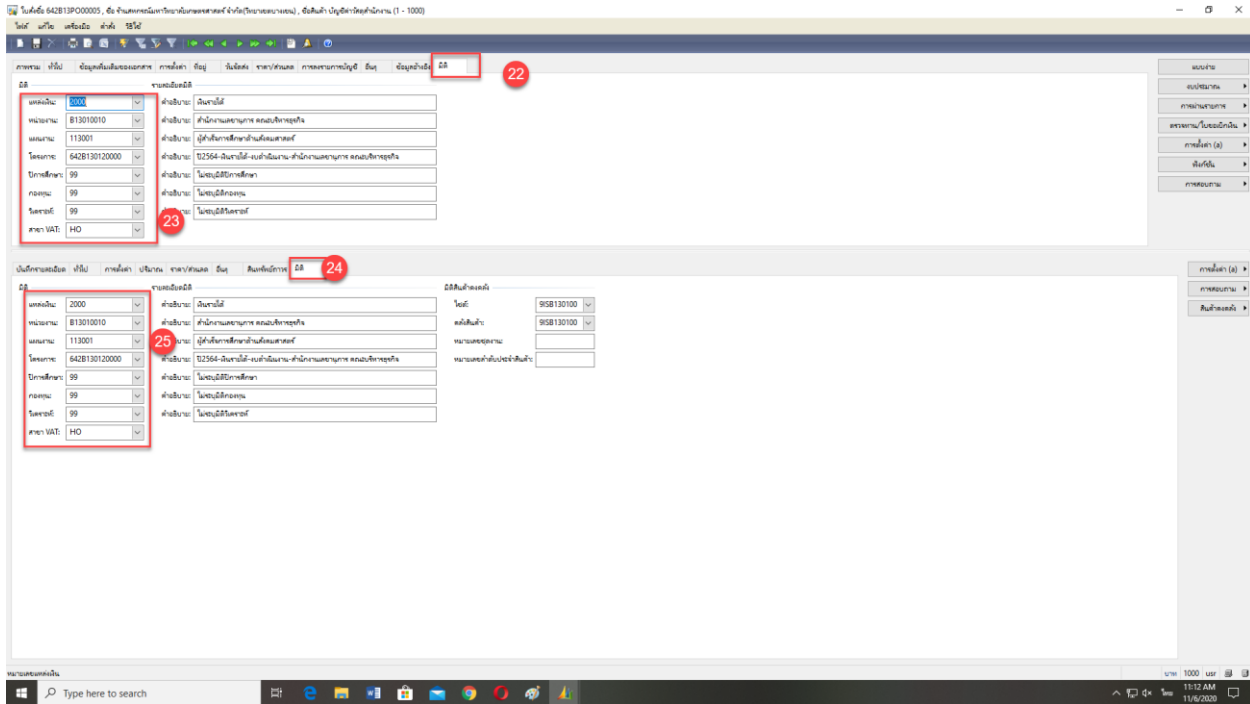 ใบสั่งซื้อ 642B13PO00005 , ชื่อ ร้านสหกรณ์มหาวิทยาลัยเกษตรศาสตร์ จำกัด(วิทยาเขตบางเขน) , ชื่อสินค้า บัญชีค่าวัสดุสำนักงาน (1 - 1000)
ไฟล์ แก้ไข เครื่องมือ คำสั่ง วิธีใช้
ภาพรวม ทั่วไป ข้อมูลเพิ่มเติมของเอกสาร การตั้งค่า ที่อยู่ วันจัดส่ง ราคา/ส่วนลด การลงรายการบัญชี อื่นๆ ข้อมูลอ้างอิง มิติ
22
มิติ รายละเอียดมิติ
แหล่งเงิน: 2000 คำอธิบาย: เงินรายได้
หน่วยงาน: B13010010 คำอธิบาย: สำนักงานเลขานุการ คณะบริหารธุรกิจ
แผนงาน: 113001 คำอธิบาย: ผู้สำเร็จการศึกษาด้านสังคมศาสตร์
โครงการ: 642B130120000 คำอธิบาย: ปี2564-เงินรายได้-งบดำเนินงาน-สำนักงานเลขานุการ คณะบริหารธุรกิจ
ปีการศึกษา: 99 คำอธิบาย: ไม่ระบุมิติปีการศึกษา
กองทุน: 99 คำอธิบาย: ไม่ระบุมิติกองทุน
วิเคราะห์: 99 ไม่ระบุมิติวิเคราะห์
23
สาขา VAT: HO
แบบร่าง
งบประมาณ
การผ่านรายการ
ตรวจทาน/ใบขอเบิกเงิน
การตั้งค่า (a)
ฟังก์ชัน
การสอบถาม
บันทึกรายละเอียด ทั่วไป การตั้งค่า ปริมาณ ราคา/ส่วนลด อื่นๆ สินทรัพย์ถาวร มิติ
24
มิติ รายละเอียดมิติ มิติสินค้าคงคลัง
แหล่งเงิน: 2000 คำอธิบาย: เงินรายได้ ไซต์: 9ISB130100
หน่วยงาน: B13010010 คำอธิบาย: สำนักงานเลขานุการ คณะบริหารธุรกิจ คลังสินค้า: 9ISB130100
แผนงาน: 113001 25 ผู้สำเร็จการศึกษาด้านสังคมศาสตร์ หมายเลขชุดงาน:
โครงการ: 642B130120000 คำอธิบาย: ปี2564-เงินรายได้-งบดำเนินงาน-สำนักงานเลขานุการ คณะบริหารธุรกิจ หมายเลขลำดับประจำสินค้า:
ปีการศึกษา: 99 คำอธิบาย: ไม่ระบุมิติปีการศึกษา
กองทุน: 99 คำอธิบาย: ไม่ระบุมิติกองทุน
วิเคราะห์: 99 คำอธิบาย: ไม่ระบุมิติวิเคราะห์
สาขา VAT: HO
การตั้งค่า (a)
การสอบถาม
สินค้าคงคลัง
หมายเลขแหล่งเงิน บาท 1000 usr
Type here to search ไทย 11:12 AM
11/6/2020